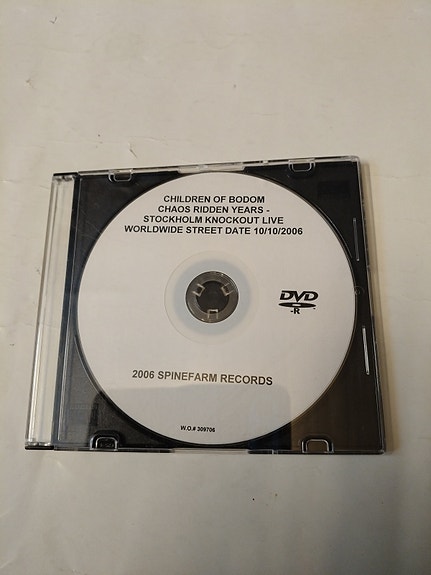 CHILDREN OF BODOM
CHAOS RIDDEN YEARS -
STOCKHOLM KNOCKOUT LIVE
WORLDWIDE STREET DATE 10/10/2006
DVD
-R
2006 SPINEFARM RECORDS
W.O.# 309706